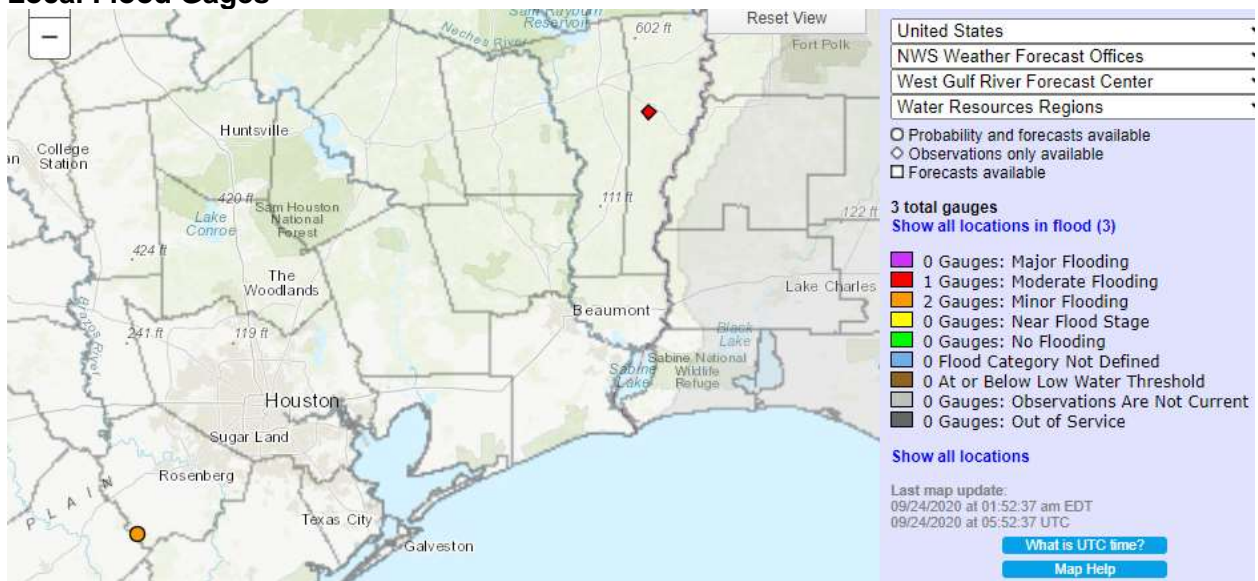 Local Flood Gages
−
Reset View
Sam Rayburn
Reservoir
Neches River
602 ft
Fort Polk
Huntsville
College
Station
420 ft
Sam Houston
National
Forest
Lake
Conroe
111 ft
122 ft
424 ft
The
Woodlands
Lake Charles
Beaumont
Brazos River
241 ft
119 ft
Black
Lake
Sabine
Lake
Sabine National
Wildlife
Refuge
Houston
Sugar Land
Rosenberg
PLAIN
Texas City
Galveston
United States
NWS Weather Forecast Offices
West Gulf River Forecast Center
Water Resources Regions
Probability and forecasts available
Observations only available
Forecasts available
3 total gauges
Show all locations in flood (3)
0 Gauges: Major Flooding
1 Gauges: Moderate Flooding
2 Gauges: Minor Flooding
0 Gauges: Near Flood Stage
0 Gauges: No Flooding
0 Flood Category Not Defined
0 At or Below Low Water Threshold
0 Gauges: Observations Are Not Current
0 Gauges: Out of Service
Show all locations
Last map update:
09/24/2020 at 01:52:37 am EDT
09/24/2020 at 05:52:37 UTC
What is UTC time?
Map Help